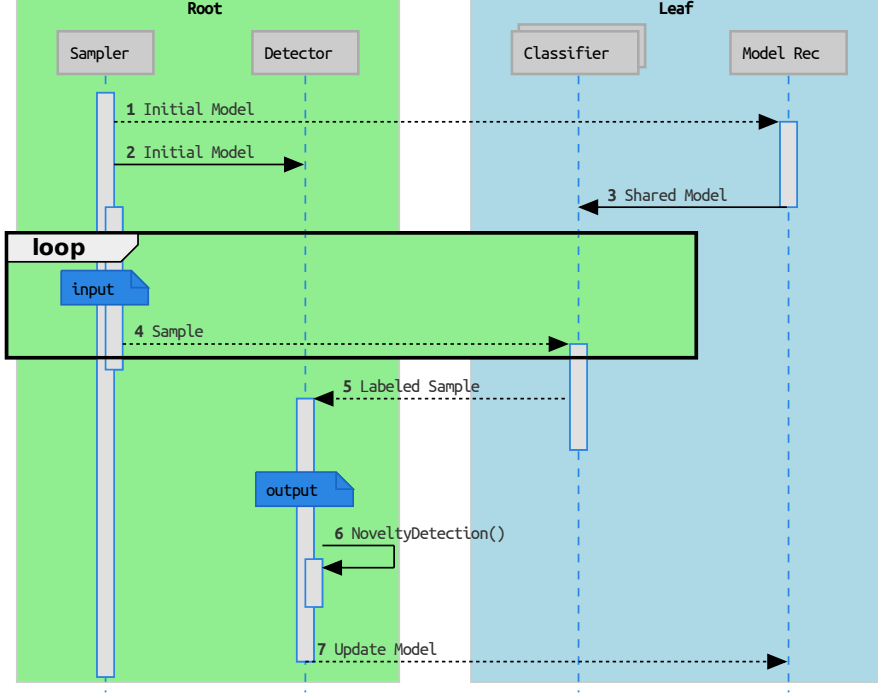 Root
Leaf
Sampler
Detector
Classifier
Model Rec
1 Initial Model
2 Initial Model
3 Shared Model
loop
input
4 Sample
5 Labeled Sample
output
6 NoveltyDetection()
7 Update Model